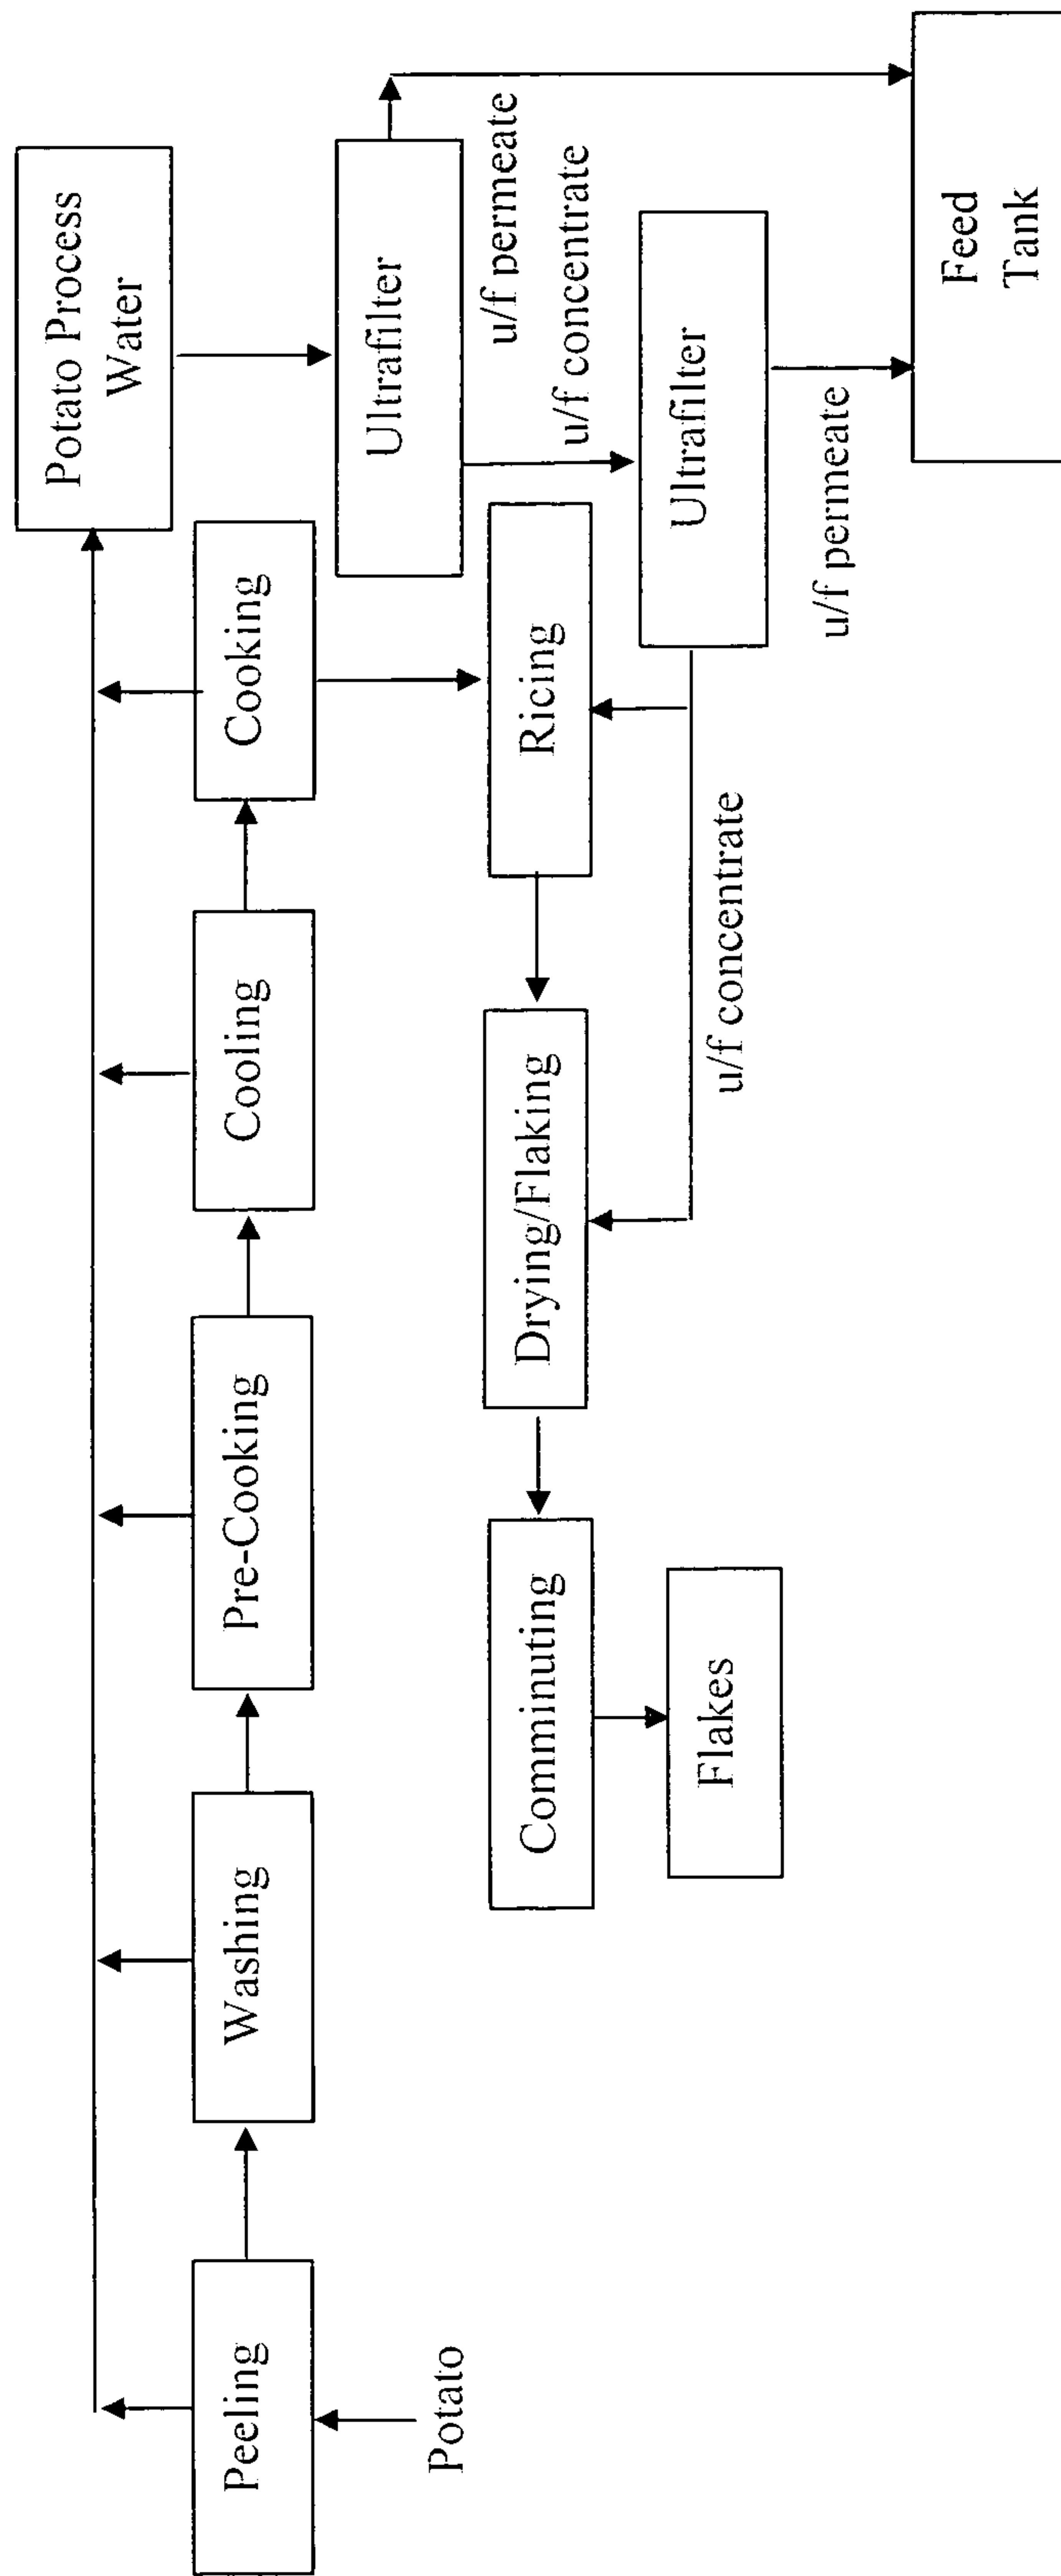 Potato Process
Water
Peeling
Washing
Pre-Cooking
Cooling
Cooking
Potato
Ultrafilter
u/f permeate
u/f concentrate
Comminuting
Drying/Flaking
Ricing
Ultrafilter
Flakes
u/f concentrate
u/f permeate
Feed
Tank